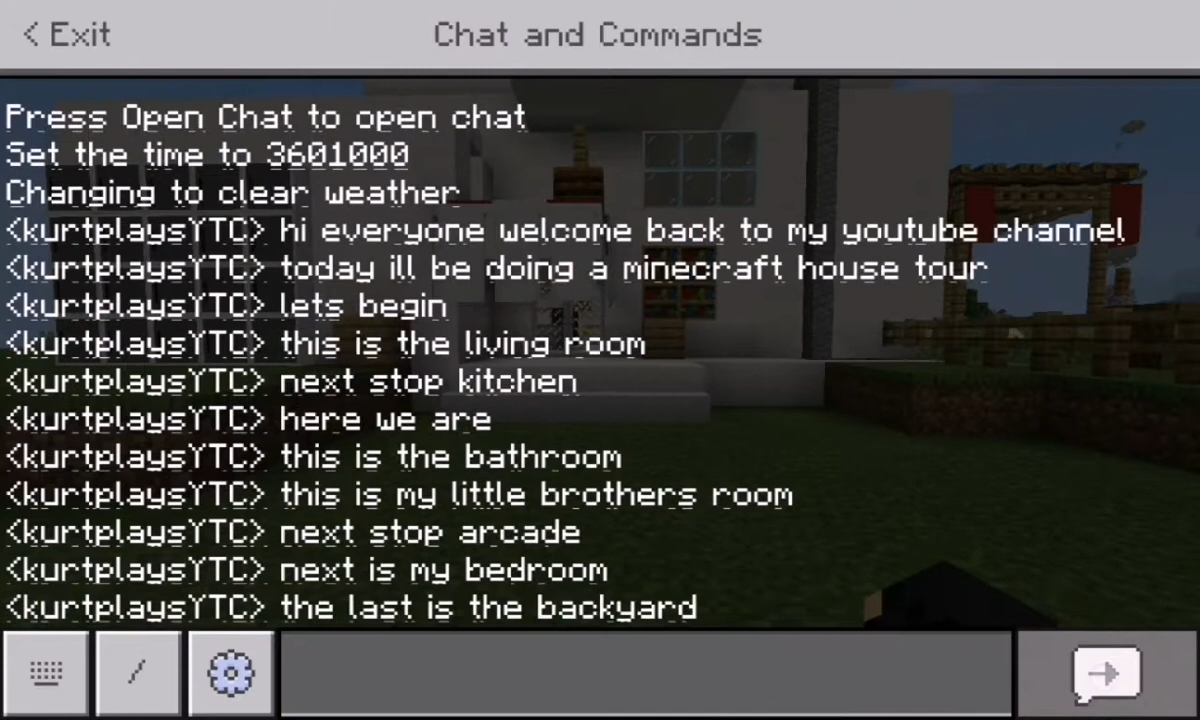 < Exit
Chat and Commands
Press Open Chat to open chat
Set the time to 3601000
Changing to clear weather
<kurtplaysYTC> hi everyone welcome back to my youtube channel
<kurtplaysYTC> today ill be doing a minecraft house tour
<kurtplaysYTC> lets begin
<kurtplaysYTC> this is the living room
<kurtplaysYTC> next stop kitchen
<kurtplaysYTC> here we are
<kurtplaysYTC> this is the bathroom
<kurtplaysYTC> this is my little brothers room
<kurtplaysYTC> next stop arcade
<kurtplaysYTC> next is my bedroom
<kurtplaysYTC> the last is the backyard
/